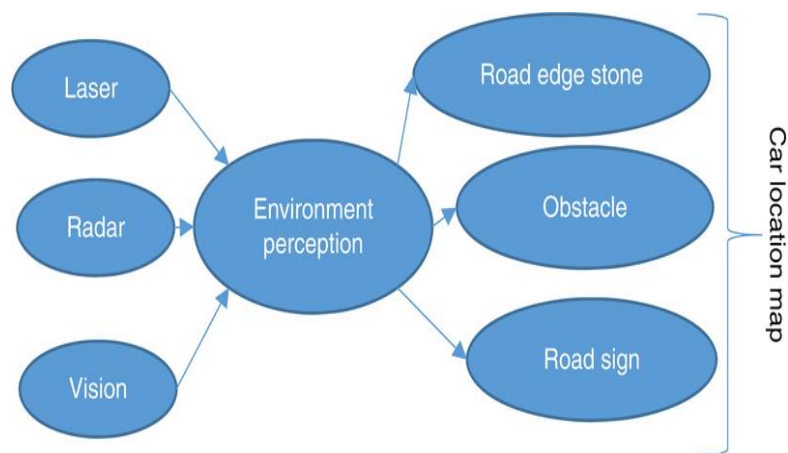 Laser
Radar
Vision
Environment
perception
Road edge stone
Obstacle
Road sign
Car location map